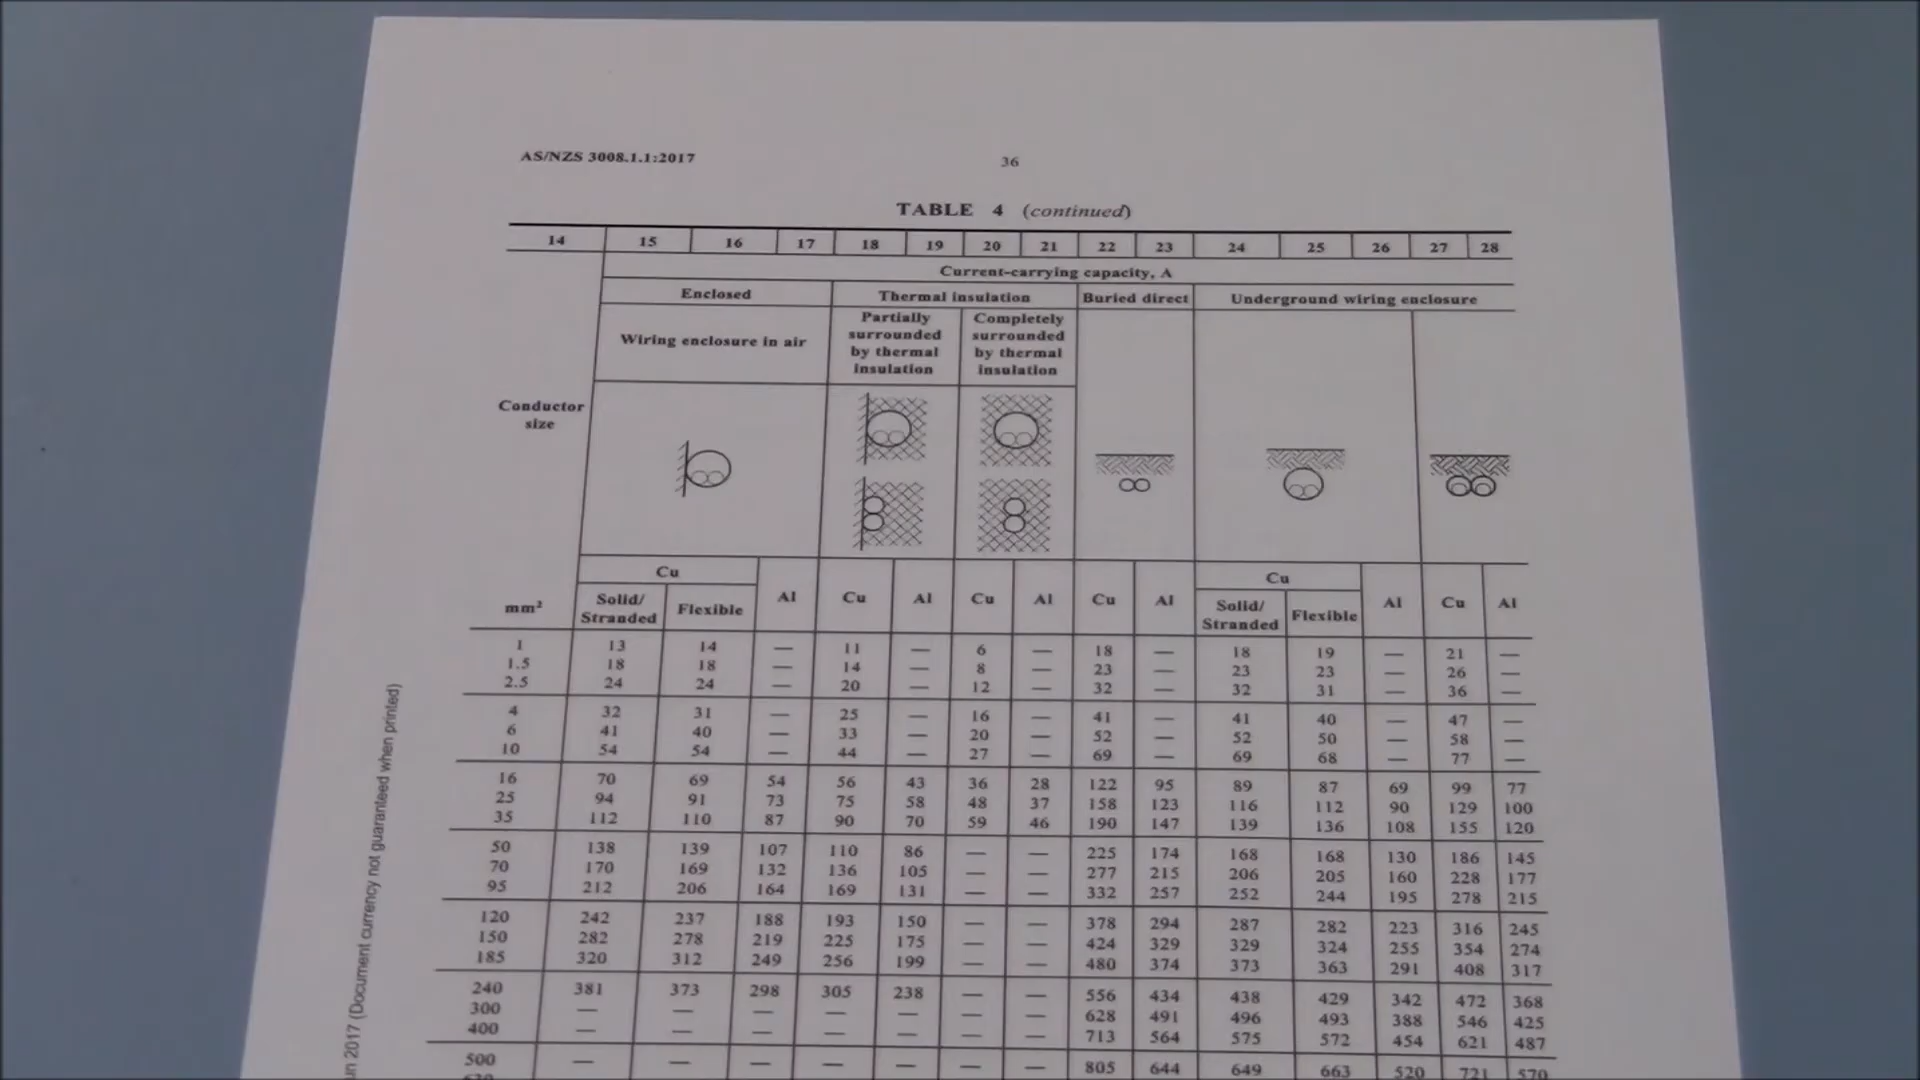 AS/NZS 3008.1.1:2017 36
TABLE 4 (continued)
14 15 16 17 18 19 20 21 22 23 24 25 26 27 28
Current-carrying capacity, A
Enclosed Thermal insulation Buried direct Underground wiring enclosure
Wiring enclosure in air
Partially
surrounded
by thermal
insulation
Completely
surrounded
by thermal
insulation
Conductor
size
Cu Cu
mm² Solid/
Stranded Flexible Al Cu Al Cu Al Cu Al Solid/
Stranded Flexible Al Cu Al
1 13 14 — 11 — 6 — 18 — 18 19 — 21 —
1.5 18 18 — 14 — 8 — 23 — 23 23 — 26 —
2.5 24 24 — 20 — 12 — 32 — 32 31 — 36 —
4 32 31 — 25 — 16 — 41 — 41 40 — 47 —
6 41 40 — 33 — 20 — 52 — 52 50 — 58 —
10 54 54 — 44 — 27 — 69 — 69 68 — 77 —
16 70 69 54 56 43 36 28 122 95 89 87 69 99 77
25 94 91 73 75 58 48 37 158 123 116 112 90 129 100
35 112 110 87 90 70 59 46 190 147 139 136 108 155 120
50 138 139 107 110 86 — — 225 174 168 168 130 186 145
70 170 169 132 136 105 — — 277 215 206 205 160 228 177
95 212 206 164 169 131 — — 332 257 252 244 195 278 215
120 242 237 188 193 150 — — 378 294 287 282 223 316 245
150 282 278 219 225 175 — — 424 329 329 324 255 354 274
185 320 312 249 256 199 — — 480 374 373 363 291 408 317
240 381 373 298 305 238 — — 556 434 438 429 342 472 368
300 — — — — — — — 628 491 496 493 388 546 425
400 — — — — — — — 713 564 575 572 454 621 487
500 — — — — — — — 805 644 649 663 520 721 570
2017 (Document currency not guaranteed when printed)